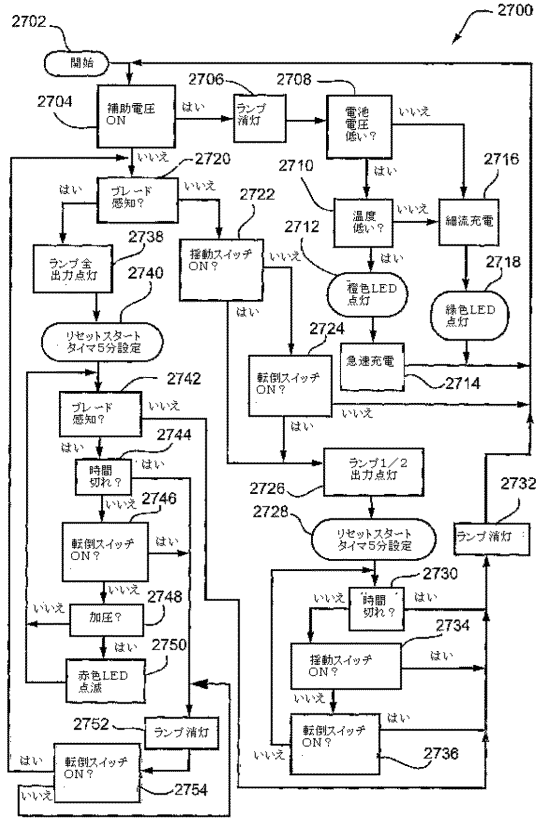 2700
2702
開始
2704
補助電圧
ON
はい
いいえ
2706
ランプ
消灯
2708
電池
電圧
低い？
いいえ
はい
2710
温度
低い？
いいえ
はい
2716
細流充電
2712
橙色LED
点灯
2718
緑色LED
点灯
急速充電
2714
2720
ブレード
感知？
はい
いいえ
2722
揺動スイッチ
ON？
いいえ
はい
2738
ランプ全
出力点灯
2740
リセットスタート
タイマ5分設定
2724
転倒スイッチ
ON？
いいえ
はい
2742
ブレード
感知？
いいえ
はい
2744
時間
切れ？
はい
いいえ
2746
転倒スイッチ
ON？
はい
いいえ
2748
加圧？
いいえ
はい
2750
赤色LED
点滅
2726
ランプ1／2
出力点灯
2728
リセットスタート
タイマ5分設定
2732
ランプ消灯
2730
時間
切れ？
いいえ
はい
2734
揺動スイッチ
ON？
はい
いいえ
2736
転倒スイッチ
ON？
はい
いいえ
2752
ランプ消灯
2754
転倒スイッチ
ON？
はい
いいえ